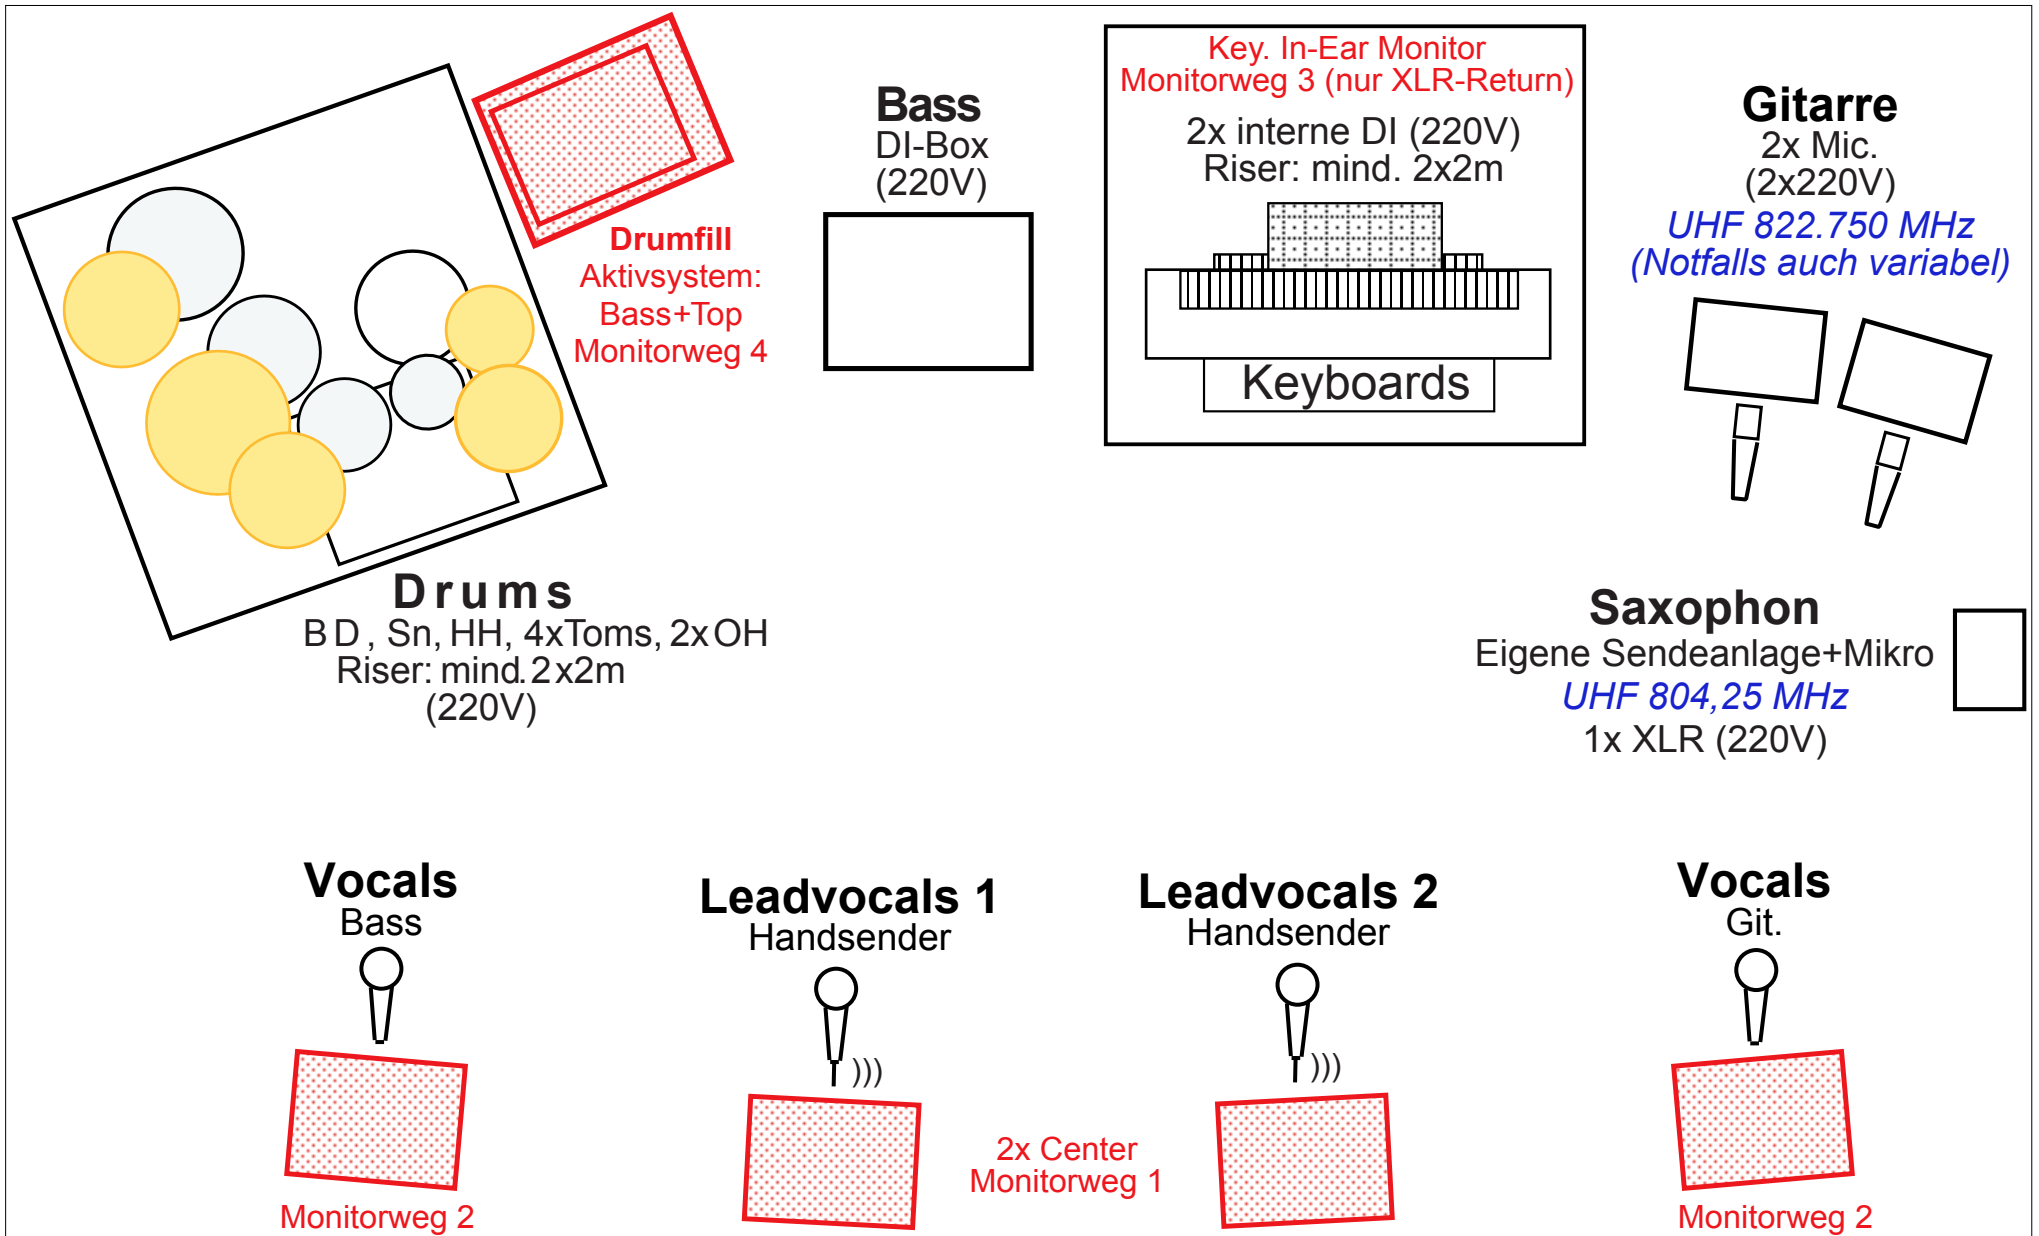 Key. In-Ear Monitor
Monitorweg 3 (nur XLR-Return)
2x interne DI (220V)
Riser: mind. 2x2m
Keyboards
Bass
DI-Box
(220V)
Gitarre
2x Mic.
(2x220V)
UHF 822.750 MHz
(Notfalls auch variabel)
Drumfill
Aktivsystem:
Bass+Top
Monitorweg 4
Drums
BD, Sn, HH, 4xToms, 2xOH
Riser: mind. 2x2m
(220V)
Saxophon
Eigene Sendeanlage+Mikro
UHF 804,25 MHz
1x XLR (220V)
Vocals
Bass
Leadvocals 1
Handsender
)))
Leadvocals 2
Handsender
)))
Vocals
Git.
Monitorweg 2
2x Center
Monitorweg 1
Monitorweg 2